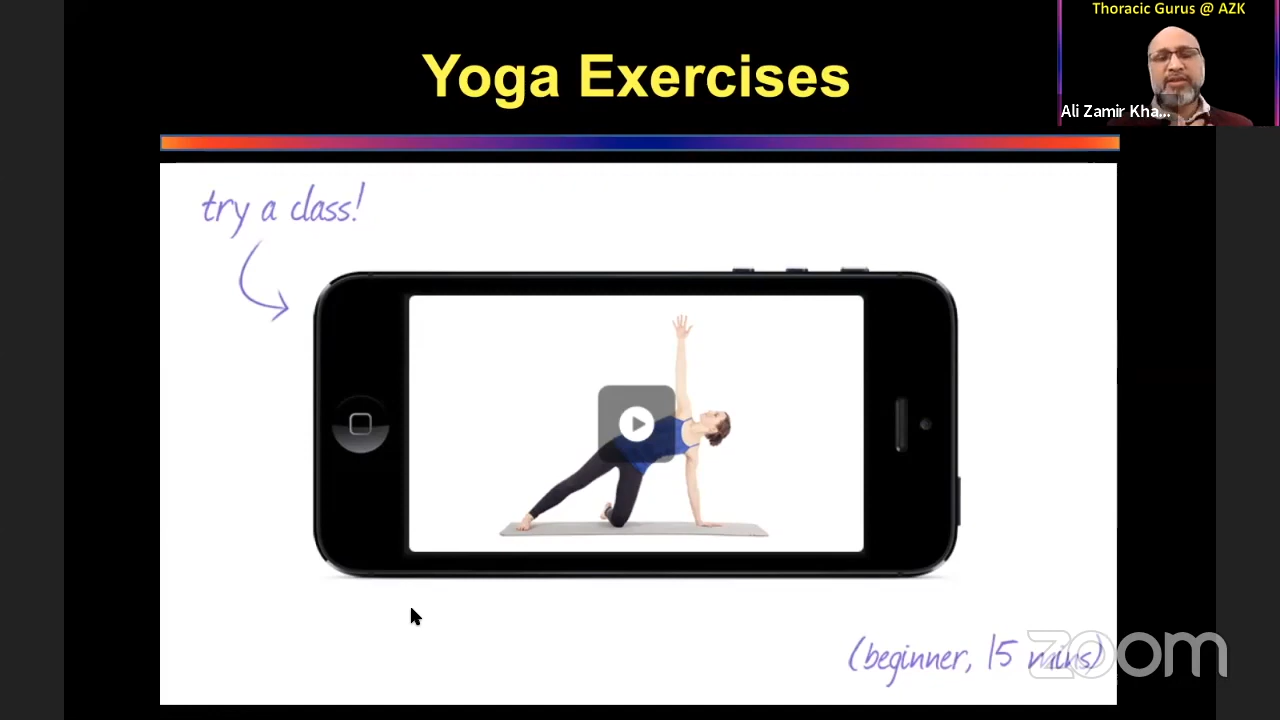 Thoracic Gurus @ AZK
Yoga Exercises
Ali Zamir Kha...
try a class!
(beginner, 15 mins)
zoom